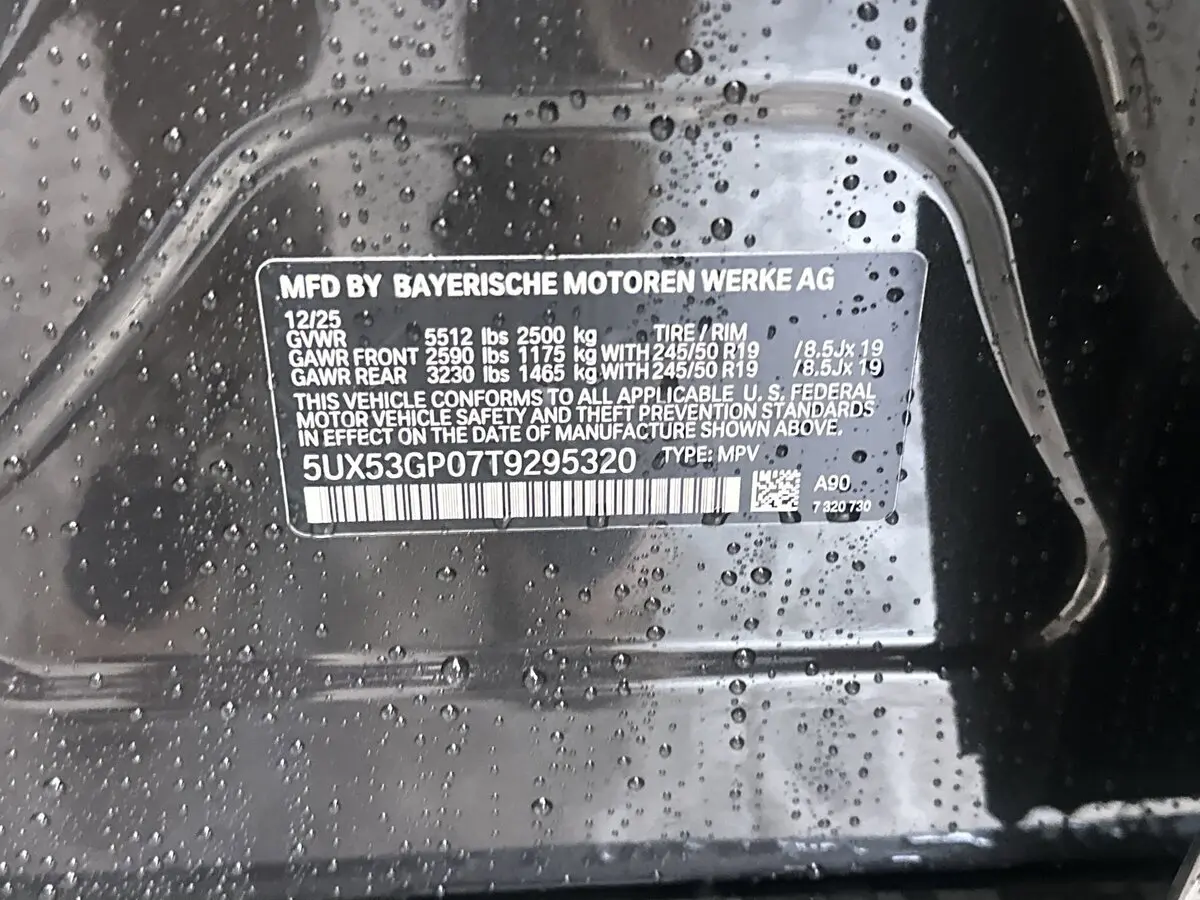 MFD BY BAYERISCHE MOTOREN WERKE AG
12/25
GVWR 5512 lbs 2500 kg TIRE / RIM
GAWR FRONT 2590 lbs 1175 kg WITH 245/50 R19 /8.5Jx 19
GAWR REAR 3230 lbs 1465 kg WITH 245/50 R19 /8.5Jx 19
THIS VEHICLE CONFORMS TO ALL APPLICABLE U. S. FEDERAL
MOTOR VEHICLE SAFETY AND THEFT PREVENTION STANDARDS
IN EFFECT ON THE DATE OF MANUFACTURE SHOWN ABOVE.
5UX53GP07T9295320 TYPE: MPV
A90
7 320 730